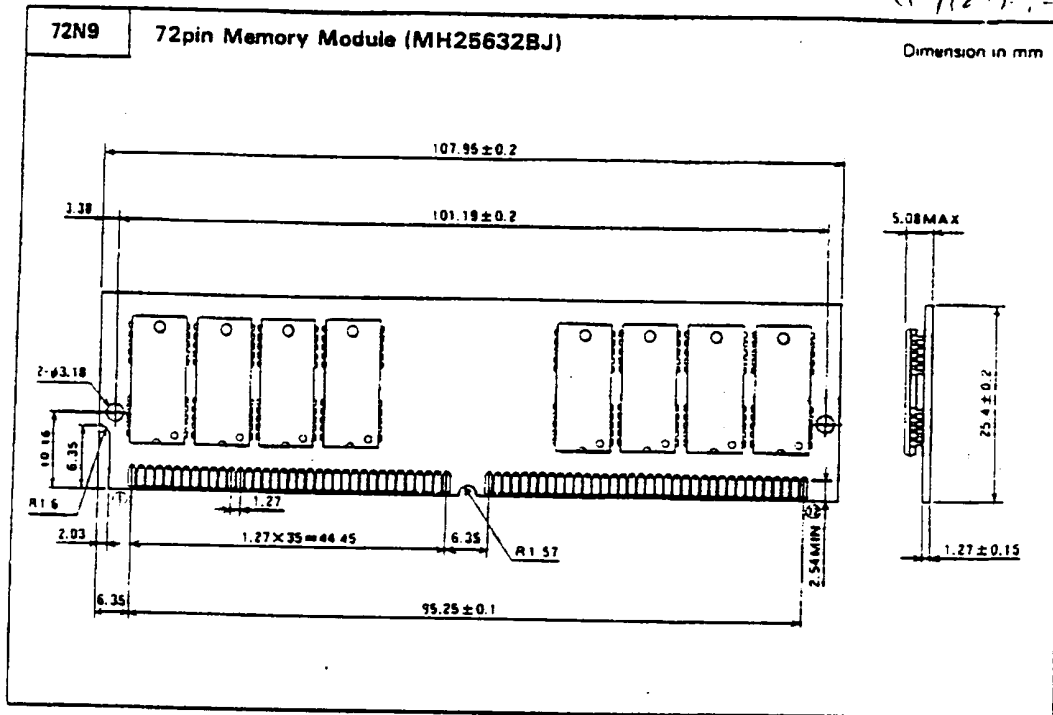 72N9
72pin Memory Module (MH25632BJ)
Dimension in mm
107.95±0.2
3.38
101.19±0.2
5.08MAX
2-φ3.18
10.16
6.35
25.4±0.2
R1.6
1.27
2.03
1.27×35=44.45
6.35
R1.57
2.54MIN
1.27±0.15
6.35
95.25±0.1